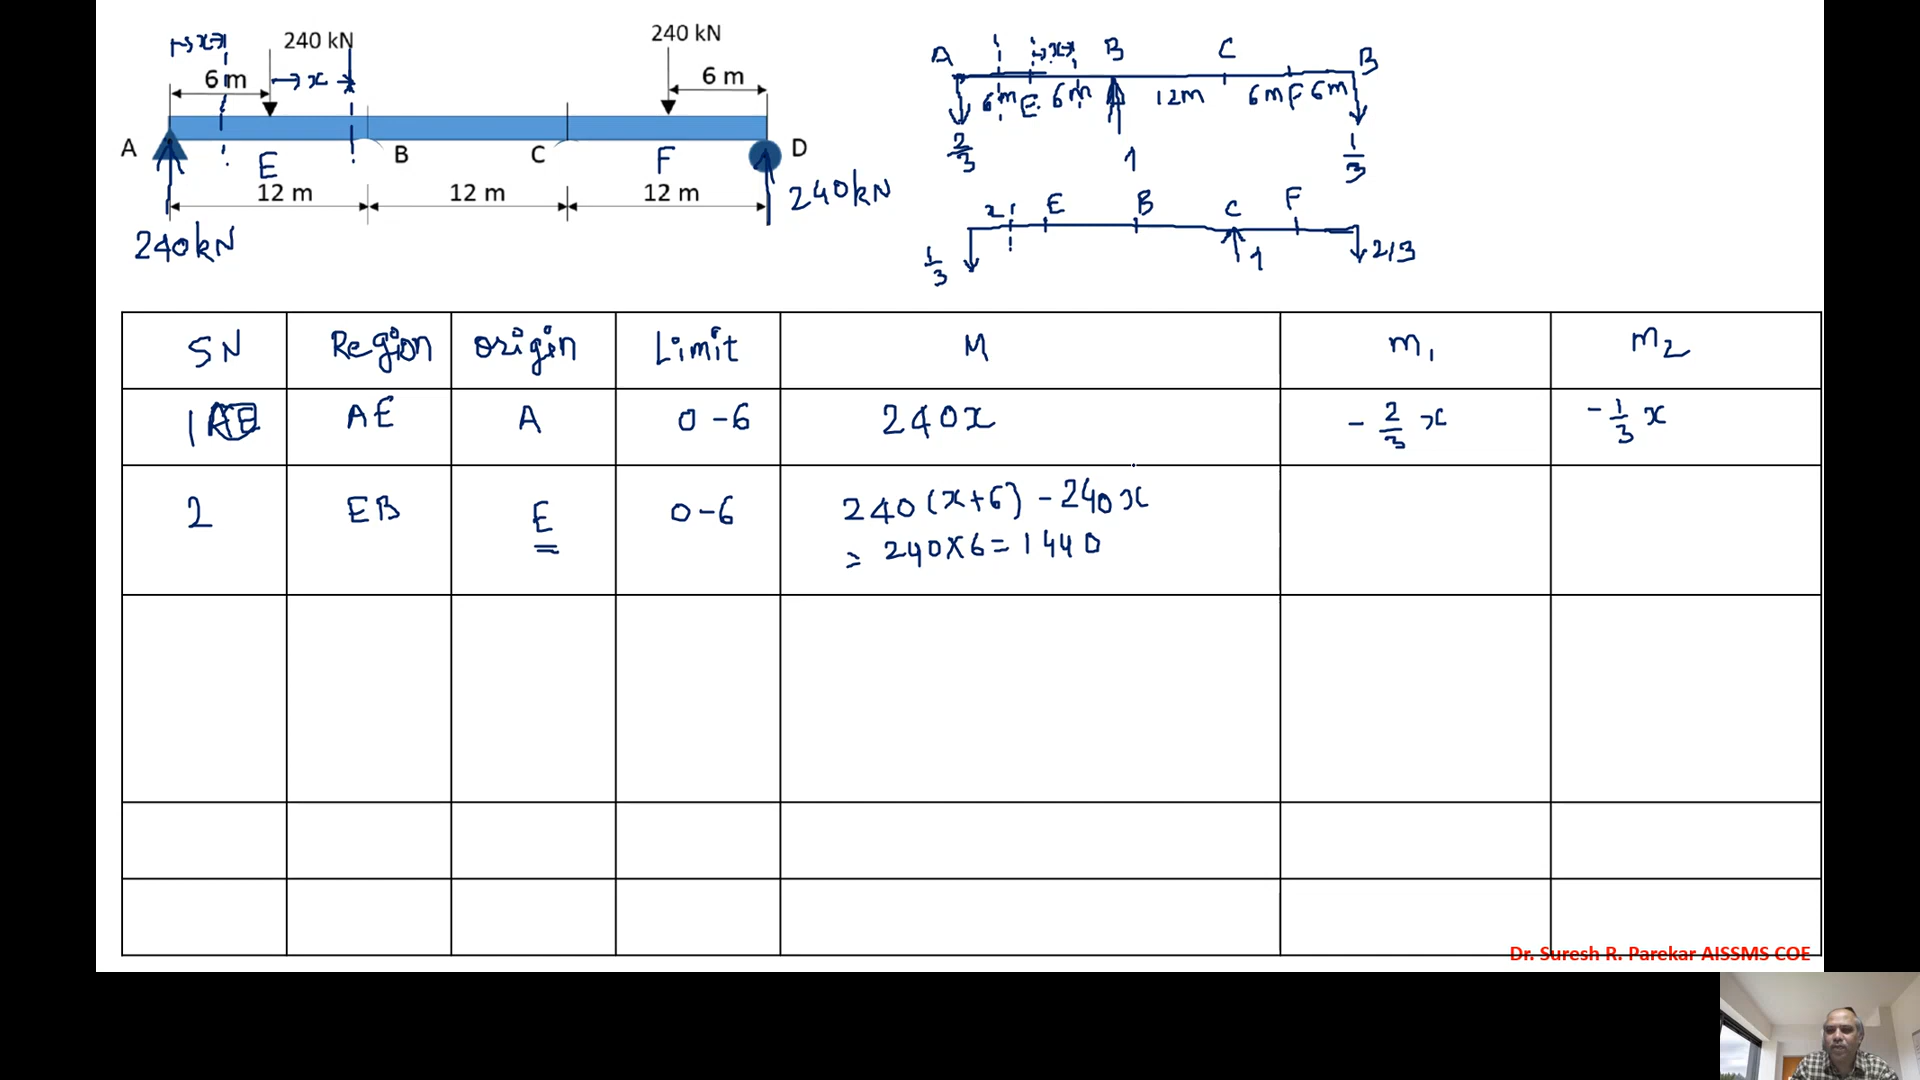 240 kN
240 kN
x
6 m
x
6 m
A
E
B
C
F
D
12 m
12 m
12 m
240kN
240kN
A
x
B
C
B
6m
E
6m
12m
6m
F
6m
2/3
1
1/3
x
E
B
C
F
1/3
1
2/3
SN
Region
Origin
Limit
M
m1
m2
1
AE
A
0-6
240x
- 2/3 x
- 1/3 x
2
EB
E
0-6
240(x+6) - 240x
= 240×6 = 1440
Dr. Suresh R. Parekar AISSMS COE